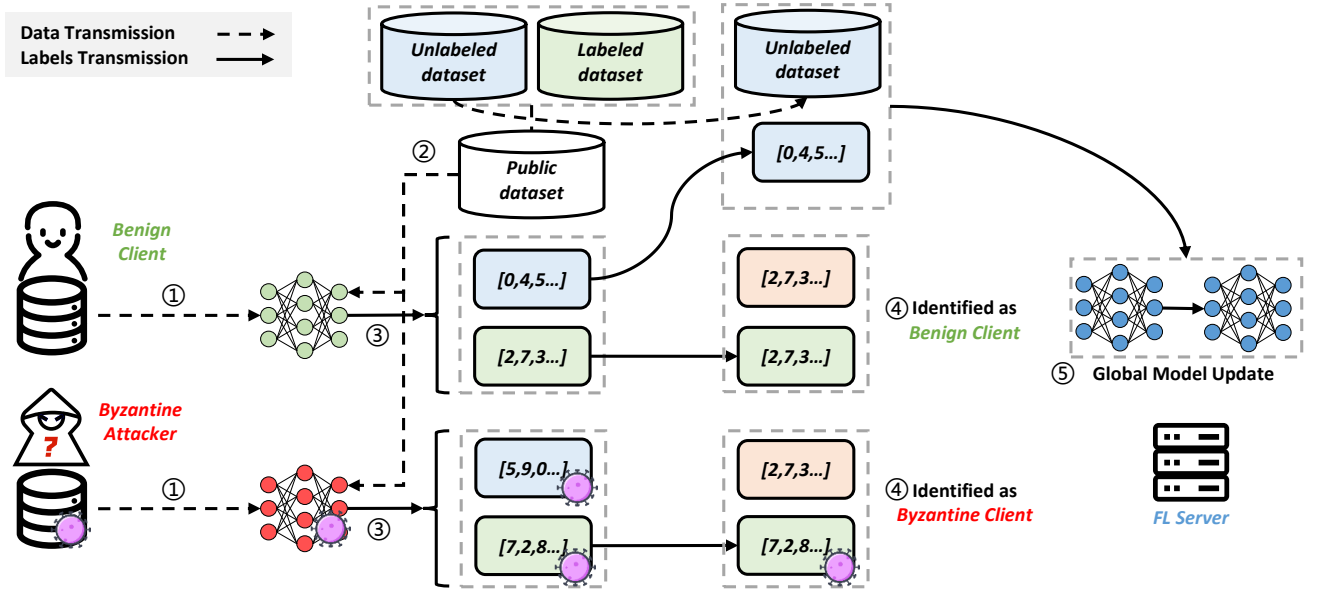 Data Transmission
Labels Transmission
Unlabeled
dataset
Labeled
dataset
Unlabeled
dataset
[0,4,5...]
②
Public
dataset
Benign
Client
①
③
[0,4,5...]
[2,7,3...]
[2,7,3...]
[2,7,3...]
④ Identified as
Benign Client
⑤ Global Model Update
?
Byzantine
Attacker
①
③
[5,9,0...]
[7,2,8...]
[2,7,3...]
[7,2,8...]
④ Identified as
Byzantine Client
FL Server